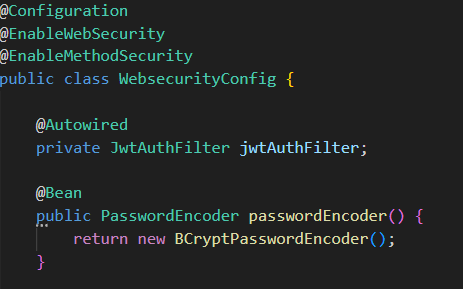 @Configuration
@EnableWebSecurity
@EnableMethodSecurity
public class WebsecurityConfig {
@Autowired
private JwtAuthFilter jwtAuthFilter;
@Bean
public PasswordEncoder passwordEncoder() {
return new BCryptPasswordEncoder();
}